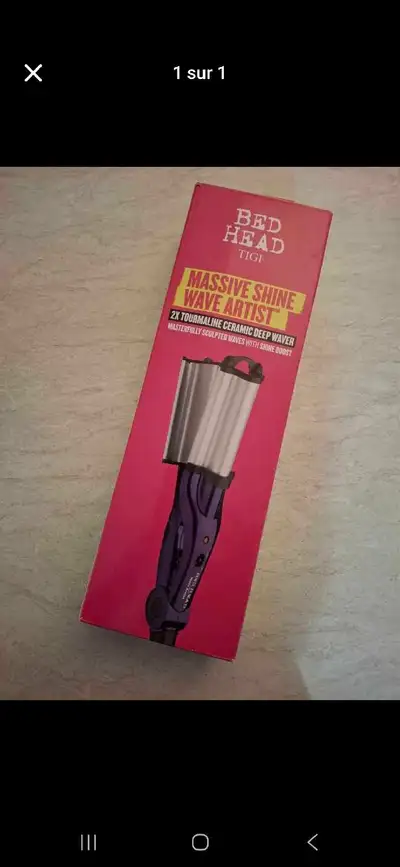 1 sur 1
BED
HEAD
TIGI
MASSIVE SHINE
WAVE ARTIST™
2X TOURMALINE CERAMIC DEEP WAVER
MASTERFULLY SCULPTED WAVES WITH SHINE BOOST